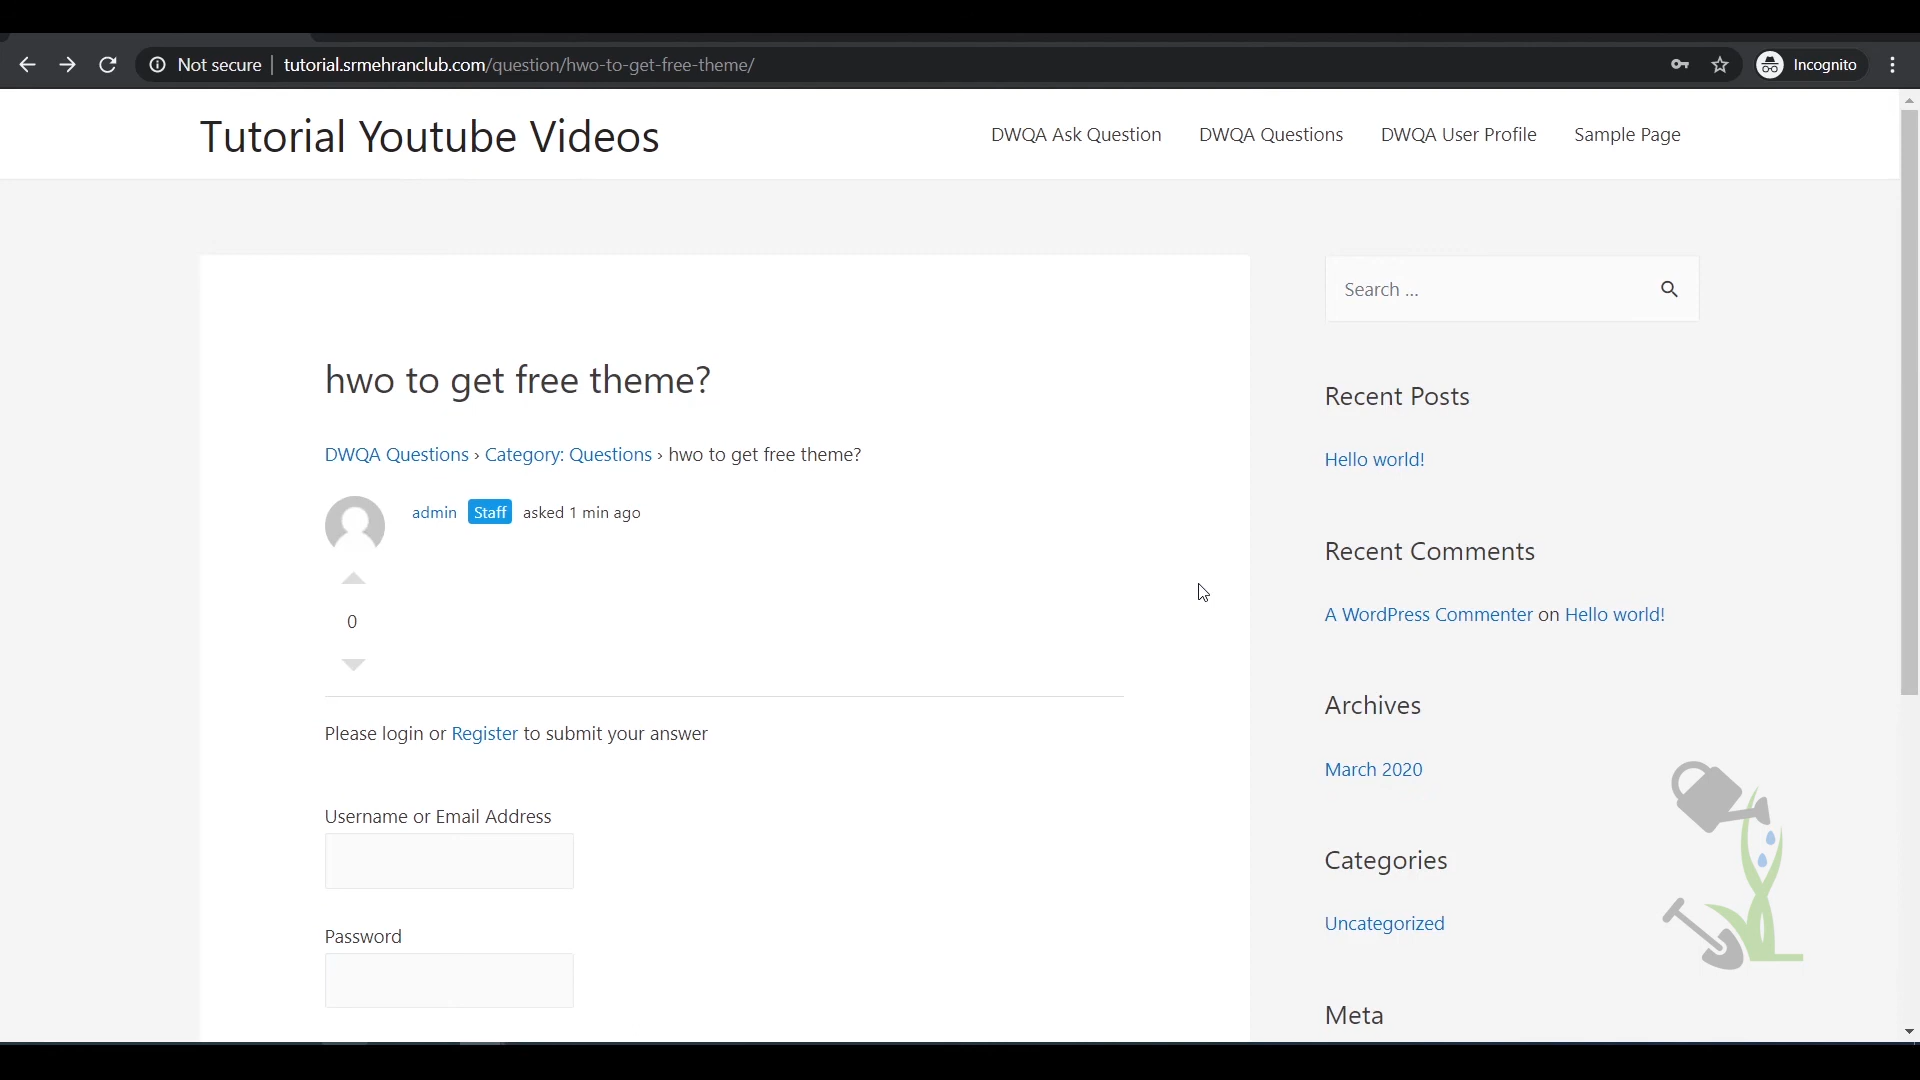 Not secure tutorial.srmehranclub.com/question/hwo-to-get-free-theme/ Incognito
Tutorial Youtube Videos
DWQA Ask Question DWQA Questions DWQA User Profile Sample Page
Search ...
hwo to get free theme?
DWQA Questions › Category: Questions › hwo to get free theme?
admin Staff asked 1 min ago
0
Please login or Register to submit your answer
Username or Email Address
Password
Recent Posts
Hello world!
Recent Comments
A WordPress Commenter on Hello world!
Archives
March 2020
Categories
Uncategorized
Meta